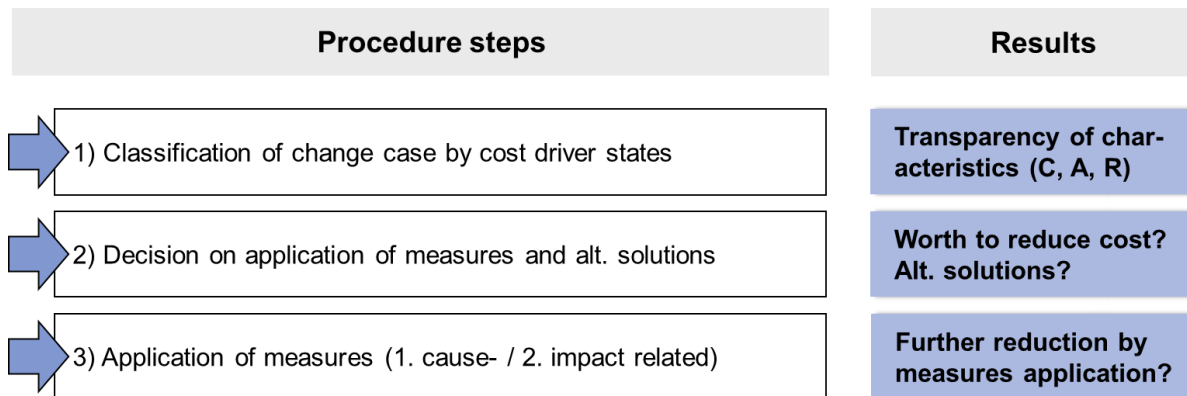 Procedure steps
Results
1) Classification of change case by cost driver states
Transparency of char-
acteristics (C, A, R)
2) Decision on application of measures and alt. solutions
Worth to reduce cost?
Alt. solutions?
3) Application of measures (1. cause- / 2. impact related)
Further reduction by
measures application?